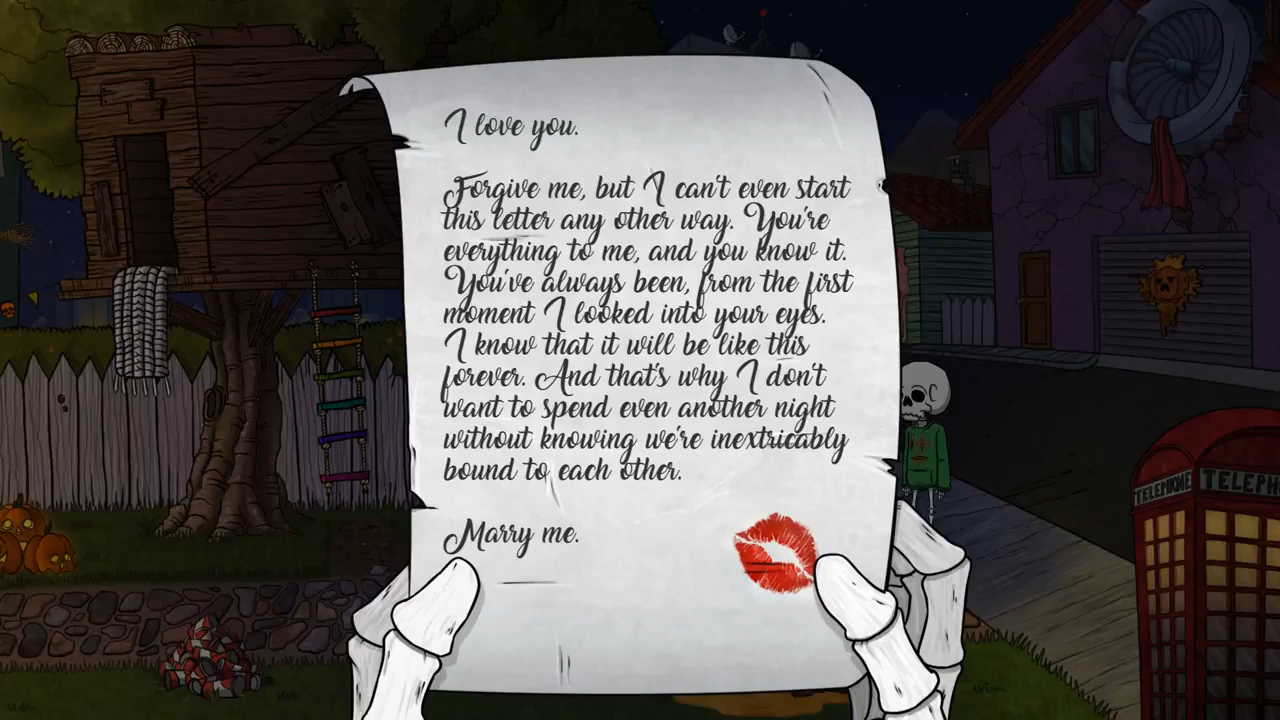 I love you.
Forgive me, but I can't even start
this letter any other way. You're
everything to me, and you know it.
You've always been, from the first
moment I looked into your eyes.
I know that it will be like this
forever. And that's why I don't
want to spend even another night
without knowing we're inextricably
bound to each other.
Marry me.
TELEPHONE
TELEPH